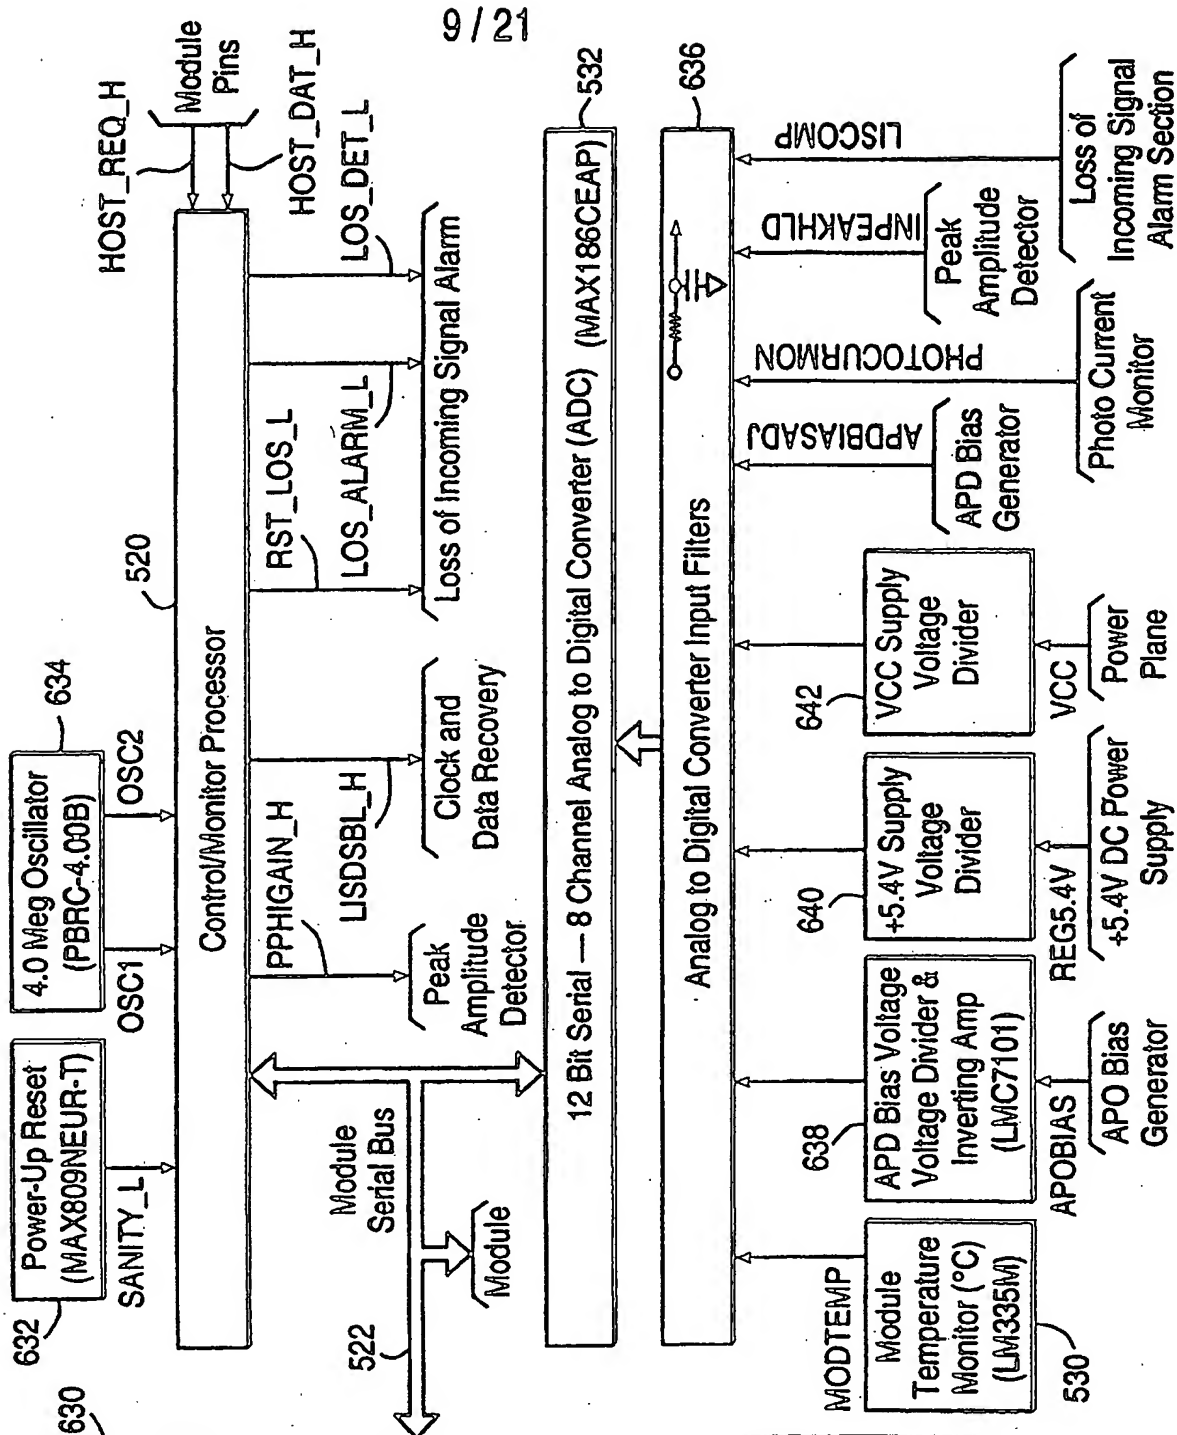 9/21
630
632
Power-Up Reset
(MAX809NEUR-T)
SANITY_L
4.0 Meg Oscillator
(PBRC-4.00B)
634
OSC1
OSC2
520
Control/Monitor Processor
HOST_REQ_H
Module
Pins
HOST_DAT_H
522
Module
Serial Bus
Module
PPHIGAIN_H
Peak
Amplitude
Detector
LISDSBL_H
Clock and
Data Recovery
RST_LOS_L
LOS_ALARM_L
LOS_DET_L
Loss of Incoming Signal Alarm
12 Bit Serial — 8 Channel Analog to Digital Converter (ADC) (MAX186CEAP)
532
Analog to Digital Converter Input Filters
636
MODTEMP
Module
Temperature
Monitor (°C)
(LM335M)
530
638
APD Bias Voltage
Voltage Divider &
Inverting Amp
(LMC7101)
APOBIAS
APO Bias
Generator
640
+5.4V Supply
Voltage
Divider
REG5.4V
+5.4V DC Power
Supply
642
VCC Supply
Voltage
Divider
VCC
Power
Plane
APDBIASADJ
APD Bias
Generator
PHOTOCURMON
Photo Current
Monitor
INPEAKHLD
Peak
Amplitude
Detector
LISCOMP
Loss of
Incoming Signal
Alarm Section